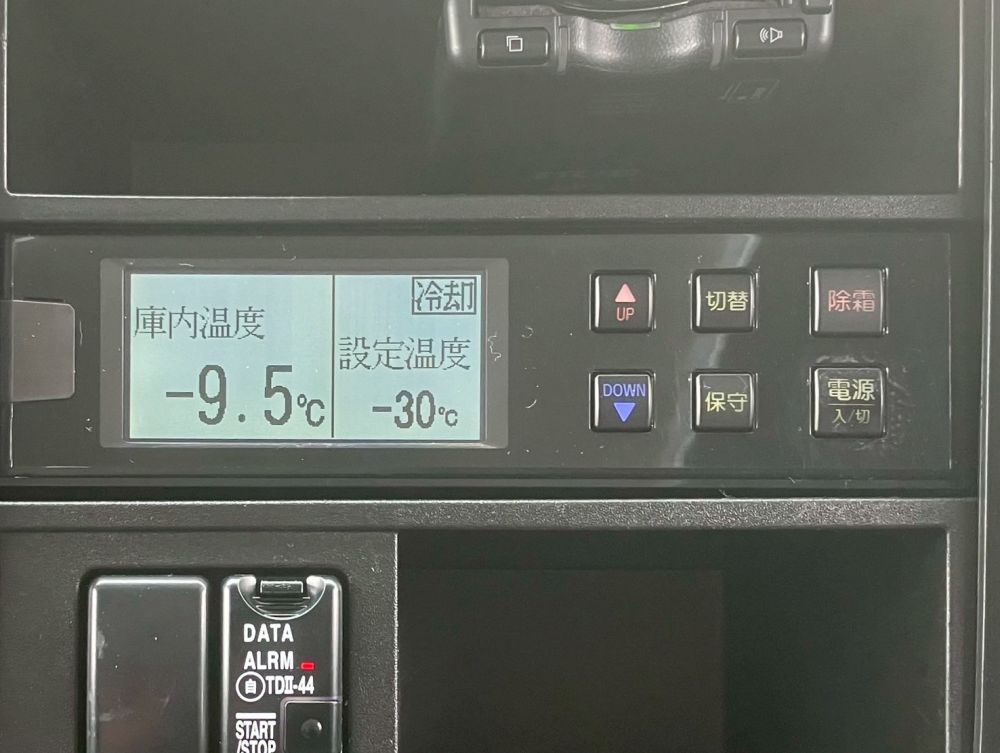 冷却
庫内温度
設定温度
-9.5℃
-30℃
UP
切替
除霜
DOWN
保守
電源
入/切
DATA
ALRM
自 TDII-44
START
/STOP